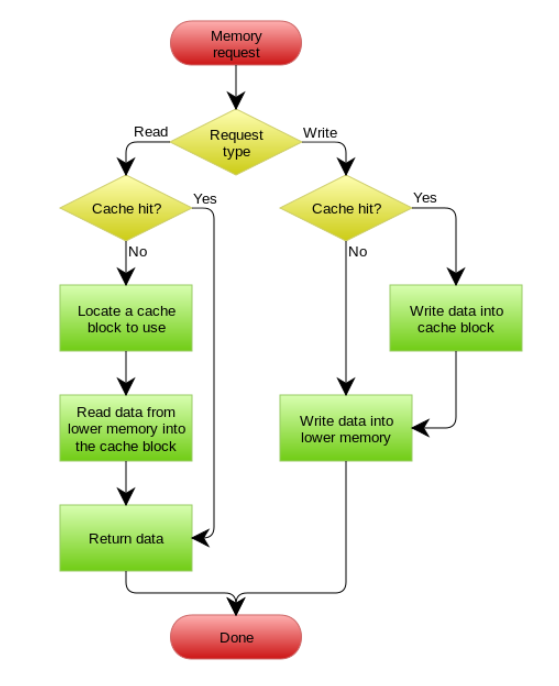 Memory
request
Read
Request
type
Write
Cache hit?
Yes
Cache hit?
Yes
No
No
Locate a cache
block to use
Write data into
cache block
Read data from
lower memory into
the cache block
Write data into
lower memory
Return data
Done